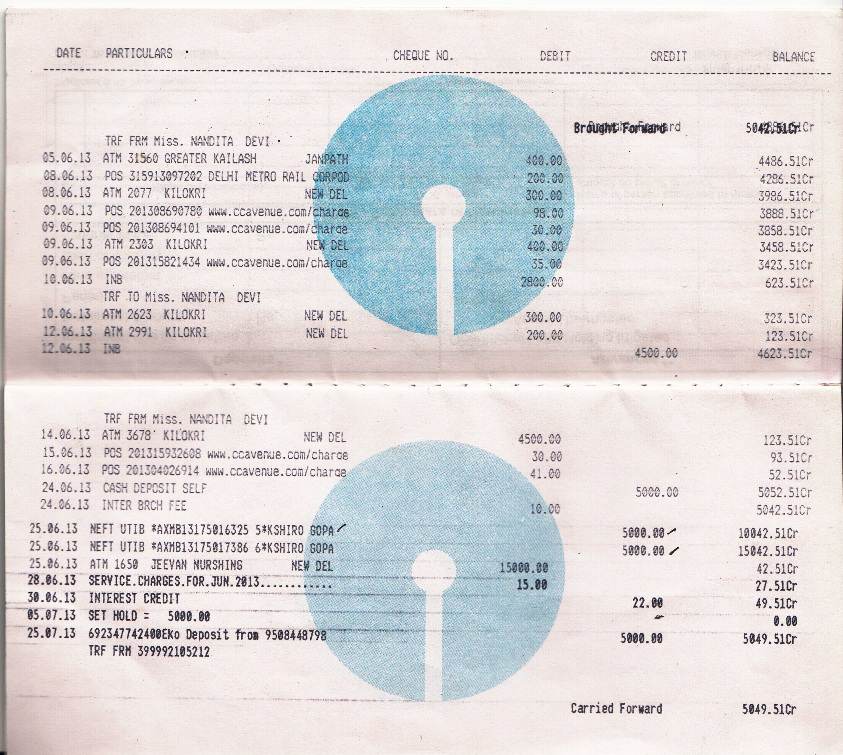 DATE PARTICULARS CHEQUE NO. DEBIT CREDIT BALANCE
Brought Forward 5042.51Cr
TRF FRM Miss. NANDITA DEVI
05.06.13 ATM 31560 GREATER KAILASH JANPATH 400.00 4486.51Cr
08.06.13 POS 315913097202 DELHI METRO RAIL CORPOD 200.00 4286.51Cr
08.06.13 ATM 2077 KILOKRI NEW DEL 300.00 3986.51Cr
09.06.13 POS 201308690780 www.ccavenue.com/charge 98.00 3888.51Cr
09.06.13 POS 201308694101 www.ccavenue.com/charge 30.00 3858.51Cr
09.06.13 ATM 2303 KILOKRI NEW DEL 400.00 3458.51Cr
09.06.13 POS 201315821434 www.ccavenue.com/charge 35.00 3423.51Cr
10.06.13 INB 2800.00 623.51Cr
TRF TO Miss. NANDITA DEVI
10.06.13 ATM 2623 KILOKRI NEW DEL 300.00 323.51Cr
12.06.13 ATM 2991 KILOKRI NEW DEL 200.00 123.51Cr
12.06.13 INB 4500.00 4623.51Cr
TRF FRM Miss. NANDITA DEVI
14.06.13 ATM 3678 KILOKRI NEW DEL 4500.00 123.51Cr
15.06.13 POS 201315932608 www.ccavenue.com/charge 30.00 93.51Cr
16.06.13 POS 201304026914 www.ccavenue.com/charge 41.00 52.51Cr
24.06.13 CASH DEPOSIT SELF 5000.00 5052.51Cr
24.06.13 INTER BRCH FEE 10.00 5042.51Cr
25.06.13 NEFT UTIB *AXMB13175016325 5*KSHIRO GOPA 5000.00 10042.51Cr
25.06.13 NEFT UTIB *AXMB13175017386 6*KSHIRO GOPA 5000.00 15042.51Cr
25.06.13 ATM 1650 JEEVAN NURSHING NEW DEL 15000.00 42.51Cr
28.06.13 SERVICE.CHARGES.FOR.JUN.2013............ 15.00 27.51Cr
30.06.13 INTEREST CREDIT 22.00 49.51Cr
05.07.13 SET HOLD = 5000.00 0.00
25.07.13 692347742400Eko Deposit from 9508448798 5000.00 5049.51Cr
TRF FRM 399992105212
Carried Forward 5049.51Cr